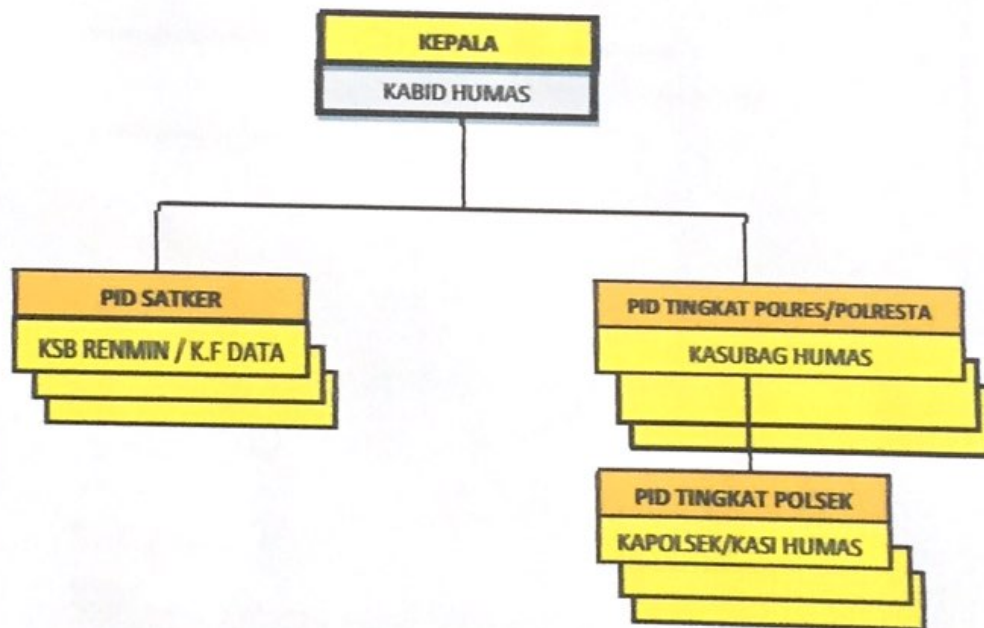 KEPALA
KABID HUMAS
PID SATKER
KSB RENMIN / K.F DATA
PID TINGKAT POLRES/POLRESTA
KASUBAG HUMAS
PID TINGKAT POLSEK
KAPOLSEK/KASI HUMAS